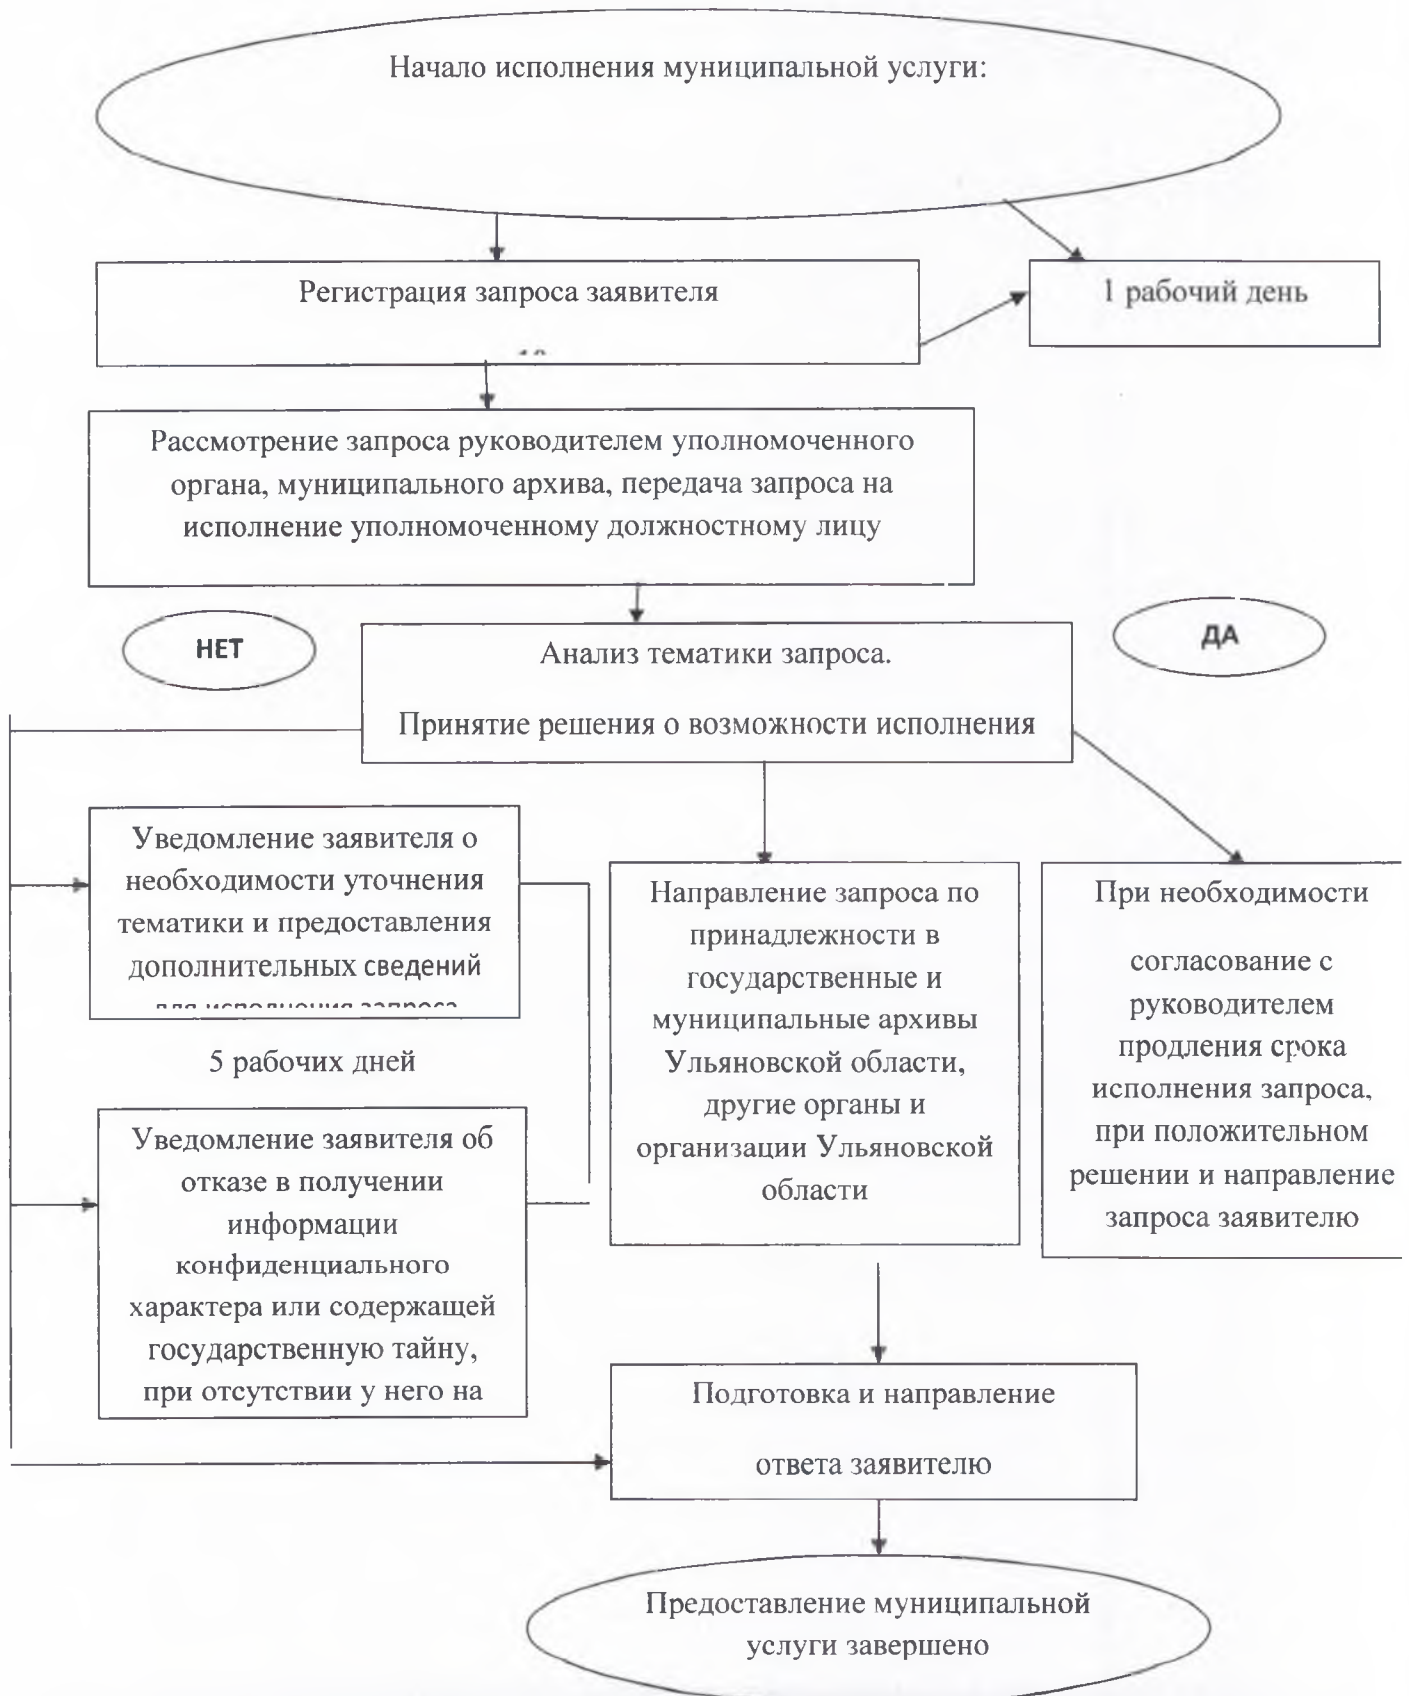 Начало исполнения муниципальной услуги:
Регистрация запроса заявителя
1 рабочий день
Рассмотрение запроса руководителем уполномоченного
органа, муниципального архива, передача запроса на
исполнение уполномоченному должностному лицу
НЕТ
ДА
Анализ тематики запроса.
Принятие решения о возможности исполнения
Уведомление заявителя о
необходимости уточнения
тематики и предоставления
дополнительных сведений
для исполнения запроса
5 рабочих дней
Уведомление заявителя об
отказе в получении
информации
конфиденциального
характера или содержащей
государственную тайну,
при отсутствии у него на
Направление запроса по
принадлежности в
государственные и
муниципальные архивы
Ульяновской области,
другие органы и
организации Ульяновской
области
При необходимости
согласование с
руководителем
продления срока
исполнения запроса,
при положительном
решении и направление
запроса заявителю
Подготовка и направление
ответа заявителю
Предоставление муниципальной
услуги завершено